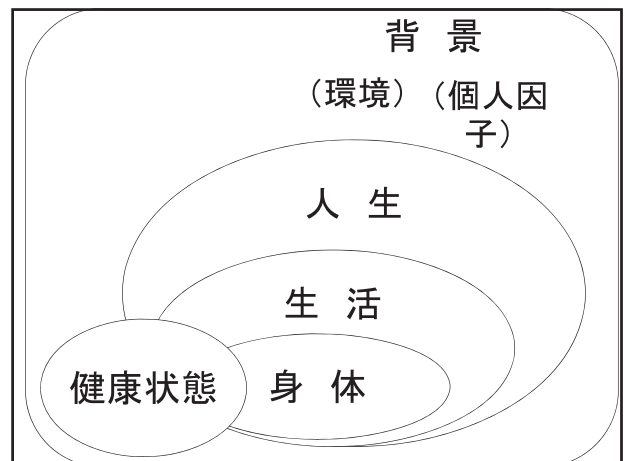 背 景
（環境）（個人因
子）
人 生
生 活
健康状態 身 体